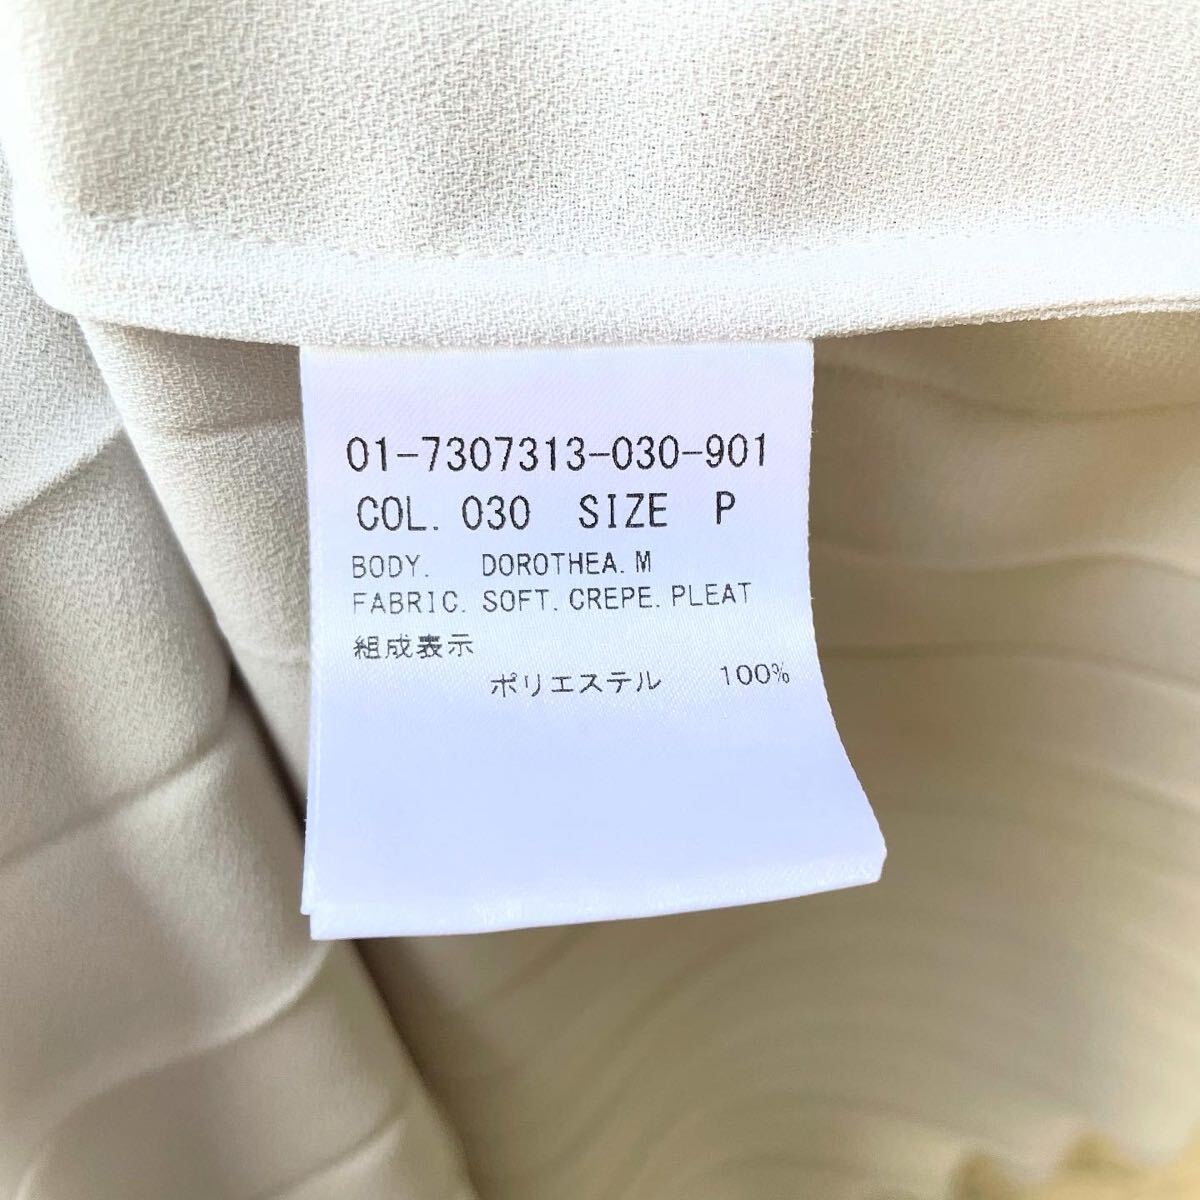 01-7307313-030-901
COL. 030 SIZE P
BODY. DOROTHEA. M
FABRIC. SOFT. CREPE. PLEAT
組成表示
ポリエステル 100%